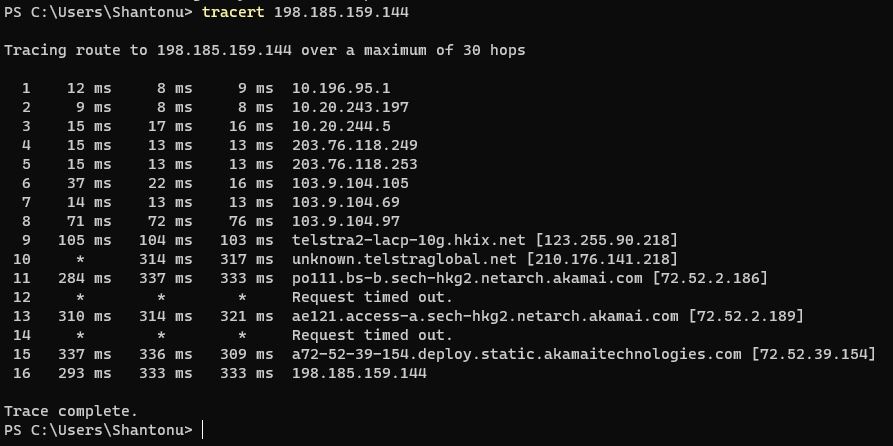 PS C:\Users\Shantonu> tracert 198.185.159.144
Tracing route to 198.185.159.144 over a maximum of 30 hops
1 12 ms 8 ms 9 ms 10.196.95.1
2 9 ms 8 ms 8 ms 10.20.243.197
3 15 ms 17 ms 16 ms 10.20.244.5
4 15 ms 13 ms 13 ms 203.76.118.249
5 15 ms 13 ms 13 ms 203.76.118.253
6 37 ms 22 ms 16 ms 103.9.104.105
7 14 ms 13 ms 13 ms 103.9.104.69
8 71 ms 72 ms 76 ms 103.9.104.97
9 105 ms 104 ms 103 ms telstra2-lacp-10g.hkix.net [123.255.90.218]
10 * 314 ms 317 ms unknown.telstraglobal.net [210.176.141.218]
11 284 ms 337 ms 333 ms po111.bs-b.sech-hkg2.netarch.akamai.com [72.52.2.186]
12 * * * Request timed out.
13 310 ms 314 ms 321 ms ae121.access-a.sech-hkg2.netarch.akamai.com [72.52.2.189]
14 * * * Request timed out.
15 337 ms 336 ms 309 ms a72-52-39-154.deploy.static.akamaitechnologies.com [72.52.39.154]
16 293 ms 333 ms 333 ms 198.185.159.144
Trace complete.
PS C:\Users\Shantonu>